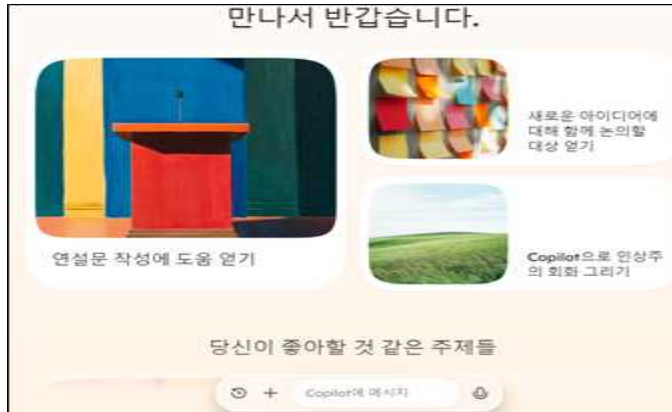 만나서 반갑습니다.
연설문 작성에 도움 얻기
새로운 아이디어에
대해 함께 논의할
대상 얻기
Copilot으로 인상주
의 회화 그리기
당신이 좋아할 것 같은 주제들
Copilot에 메시지